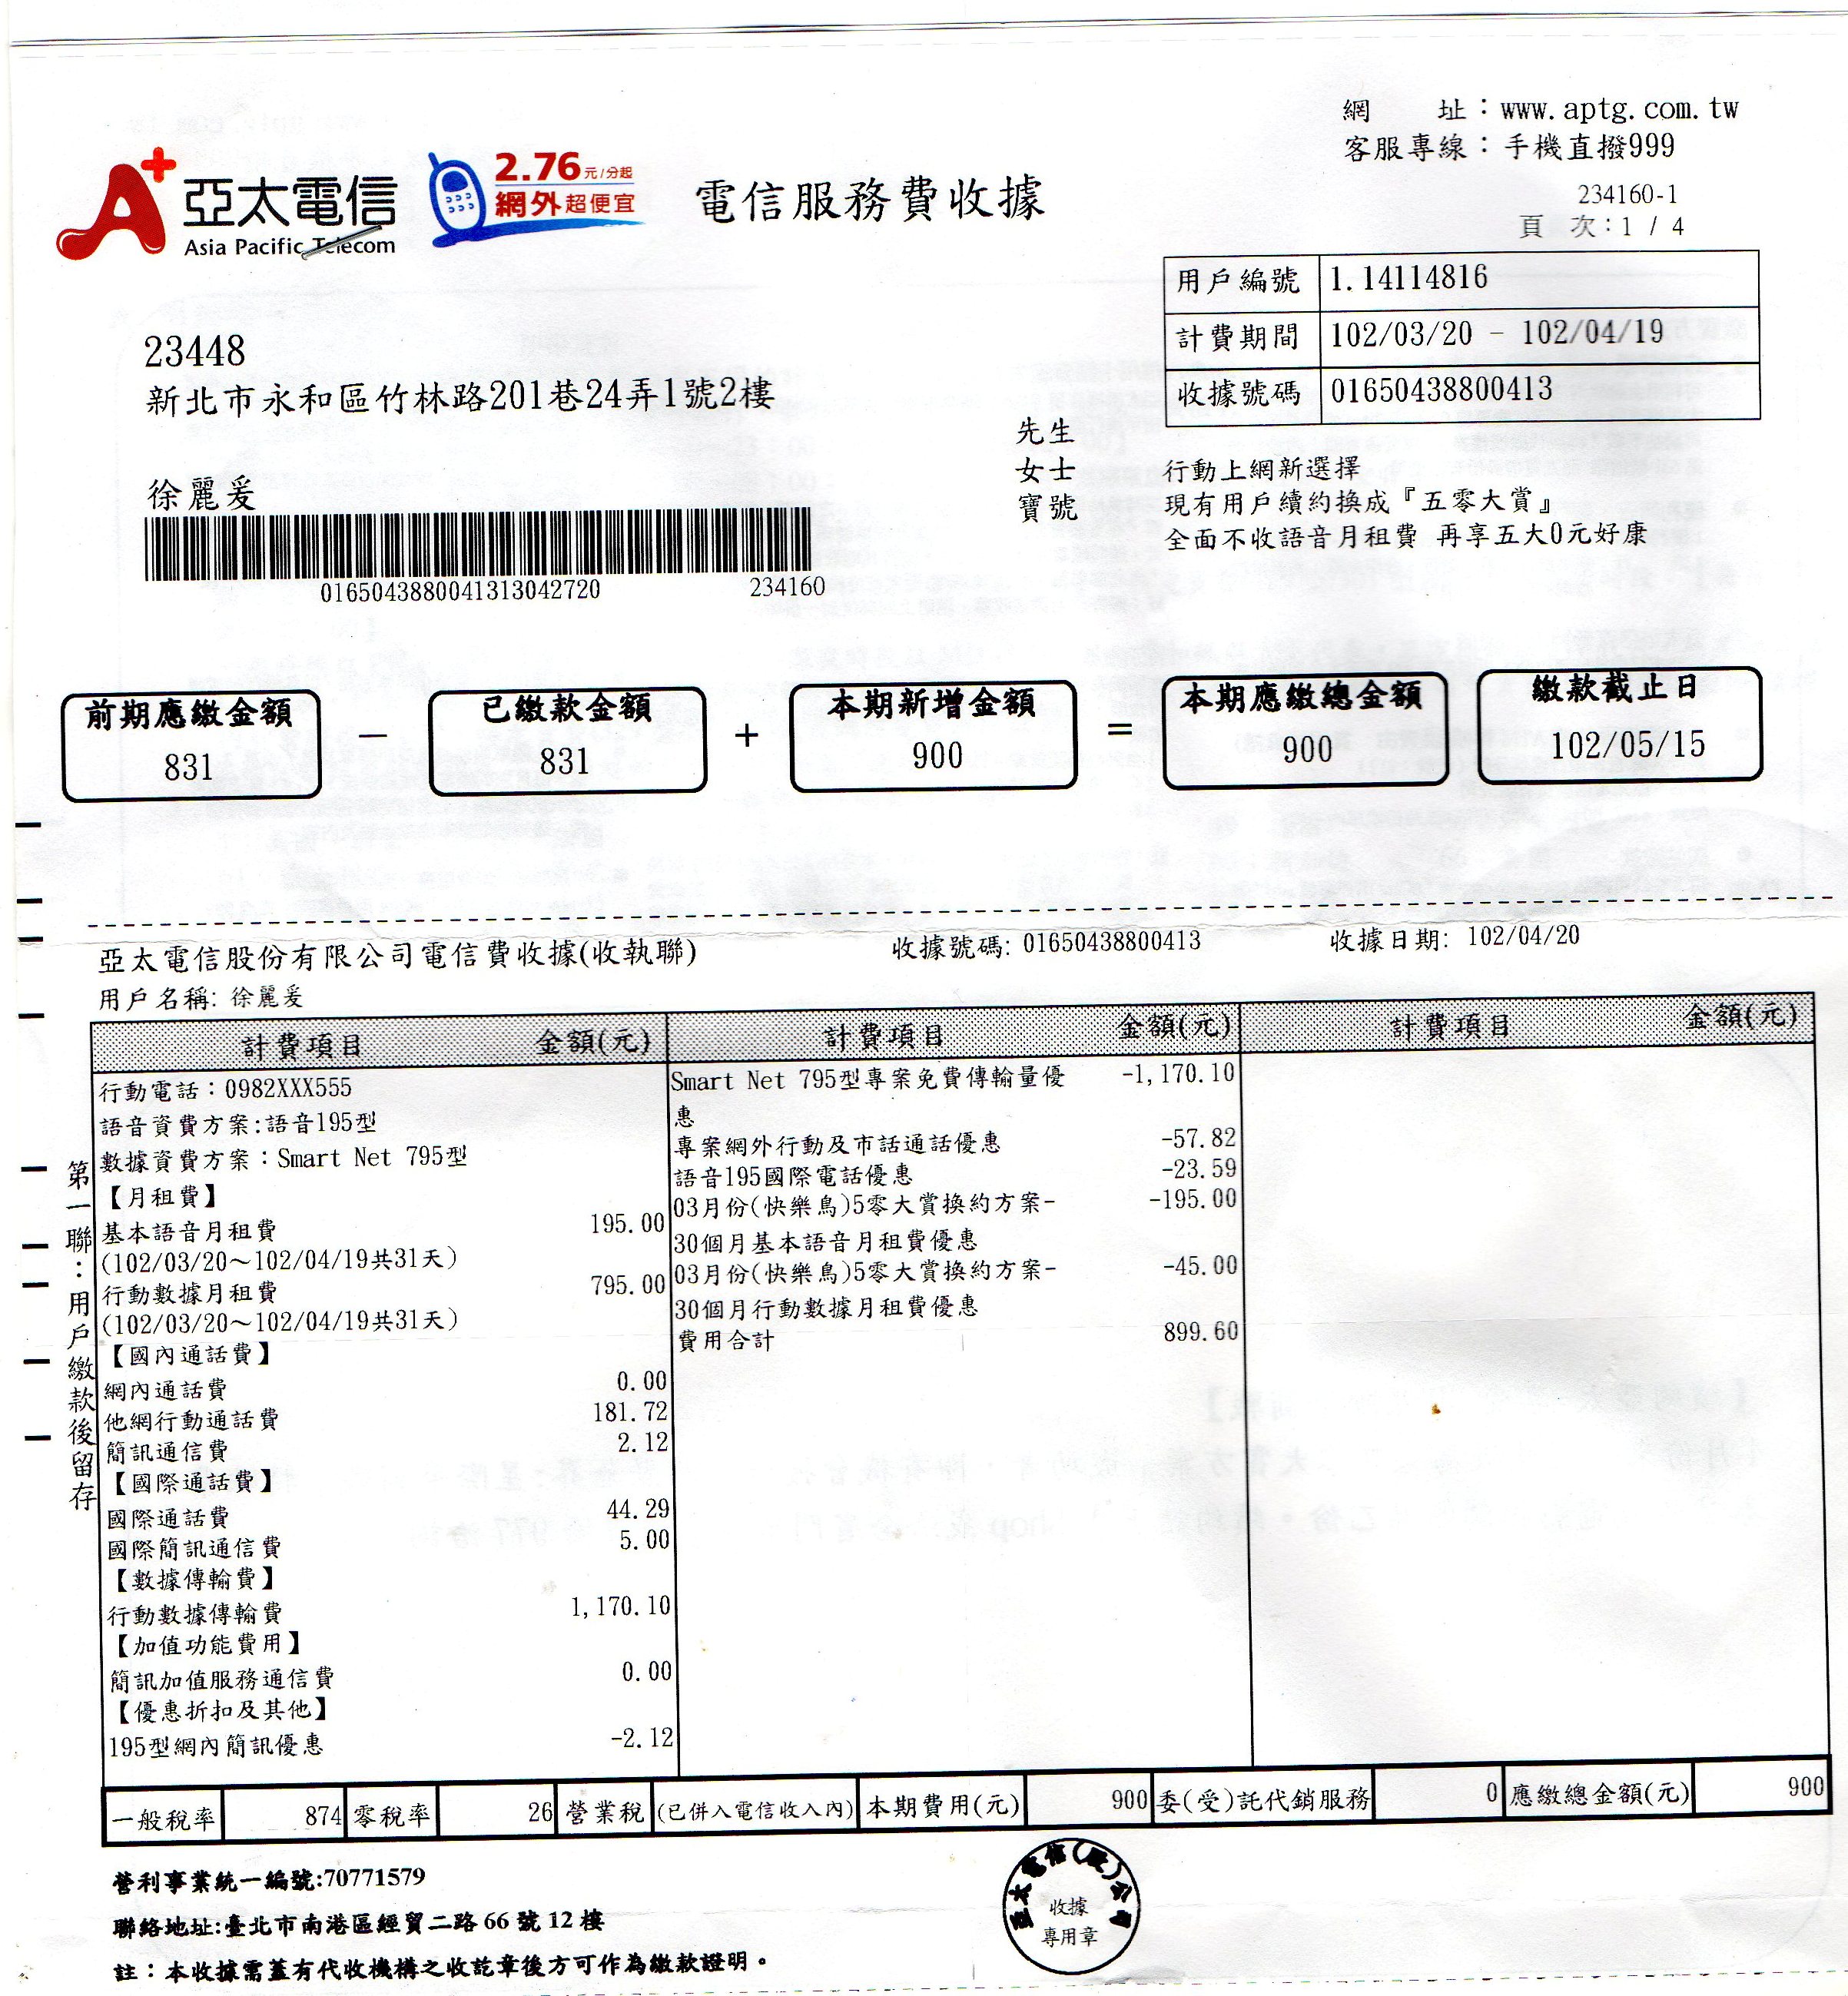 網　　址：www.aptg.com.tw
客服專線：手機直撥999
234160-1
頁　次：1 / 4
A+ 亞太電信
Asia Pacific Telecom
2.76元/分起
網外超便宜
電信服務費收據
用戶編號 1.14114816
計費期間 102/03/20 - 102/04/19
收據號碼 01650438800413
23448
新北市永和區竹林路201巷24弄1號2樓
徐麗爰
先生
女士
寶號
行動上網新選擇
現有用戶續約換成『五零大賞』
全面不收語音月租費 再享五大0元好康
0165043880041313042720 234160
前期應繳金額
831
－
已繳款金額
831
+
本期新增金額
900
=
本期應繳總金額
900
繳款截止日
102/05/15
亞太電信股份有限公司電信費收據(收執聯) 收據號碼: 01650438800413 收據日期: 102/04/20
用戶名稱: 徐麗爰
第一聯：用戶繳款後留存
計費項目 金額(元) 計費項目 金額(元) 計費項目 金額(元)
行動電話：0982XXX555
語音資費方案:語音195型
數據資費方案：Smart Net 795型
【月租費】
基本語音月租費 195.00
(102/03/20～102/04/19共31天)
行動數據月租費 795.00
(102/03/20～102/04/19共31天)
【國內通話費】
網內通話費 0.00
他網行動通話費 181.72
簡訊通信費 2.12
【國際通話費】
國際通話費 44.29
國際簡訊通信費 5.00
【數據傳輸費】
行動數據傳輸費 1,170.10
【加值功能費用】
簡訊加值服務通信費 0.00
【優惠折扣及其他】
195型網內簡訊優惠 -2.12
Smart Net 795型專案免費傳輸量優 -1,170.10
惠
專案網外行動及市話通話優惠 -57.82
語音195國際電話優惠 -23.59
03月份(快樂鳥)5零大賞換約方案- -195.00
30個月基本語音月租費優惠
03月份(快樂鳥)5零大賞換約方案- -45.00
30個月行動數據月租費優惠
費用合計 899.60
一般稅率 874 零稅率 26 營業稅 (已併入電信收入內) 本期費用(元) 900 委(受)託代銷服務 0 應繳總金額(元) 900
營利事業統一編號:70771579
聯絡地址:臺北市南港區經貿二路 66 號 12 樓
註：本收據需蓋有代收機構之收訖章後方可作為繳款證明。
亞太電信(股)公司
收據
專用章